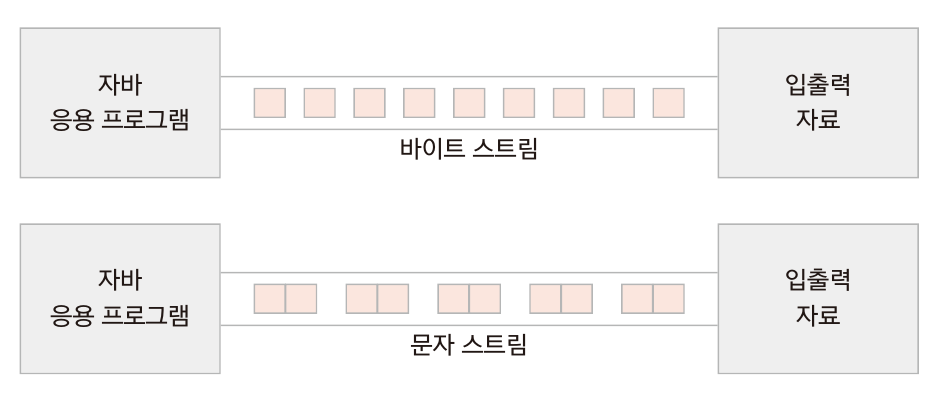 자바
응용 프로그램
바이트 스트림
입출력
자료
자바
응용 프로그램
문자 스트림
입출력
자료